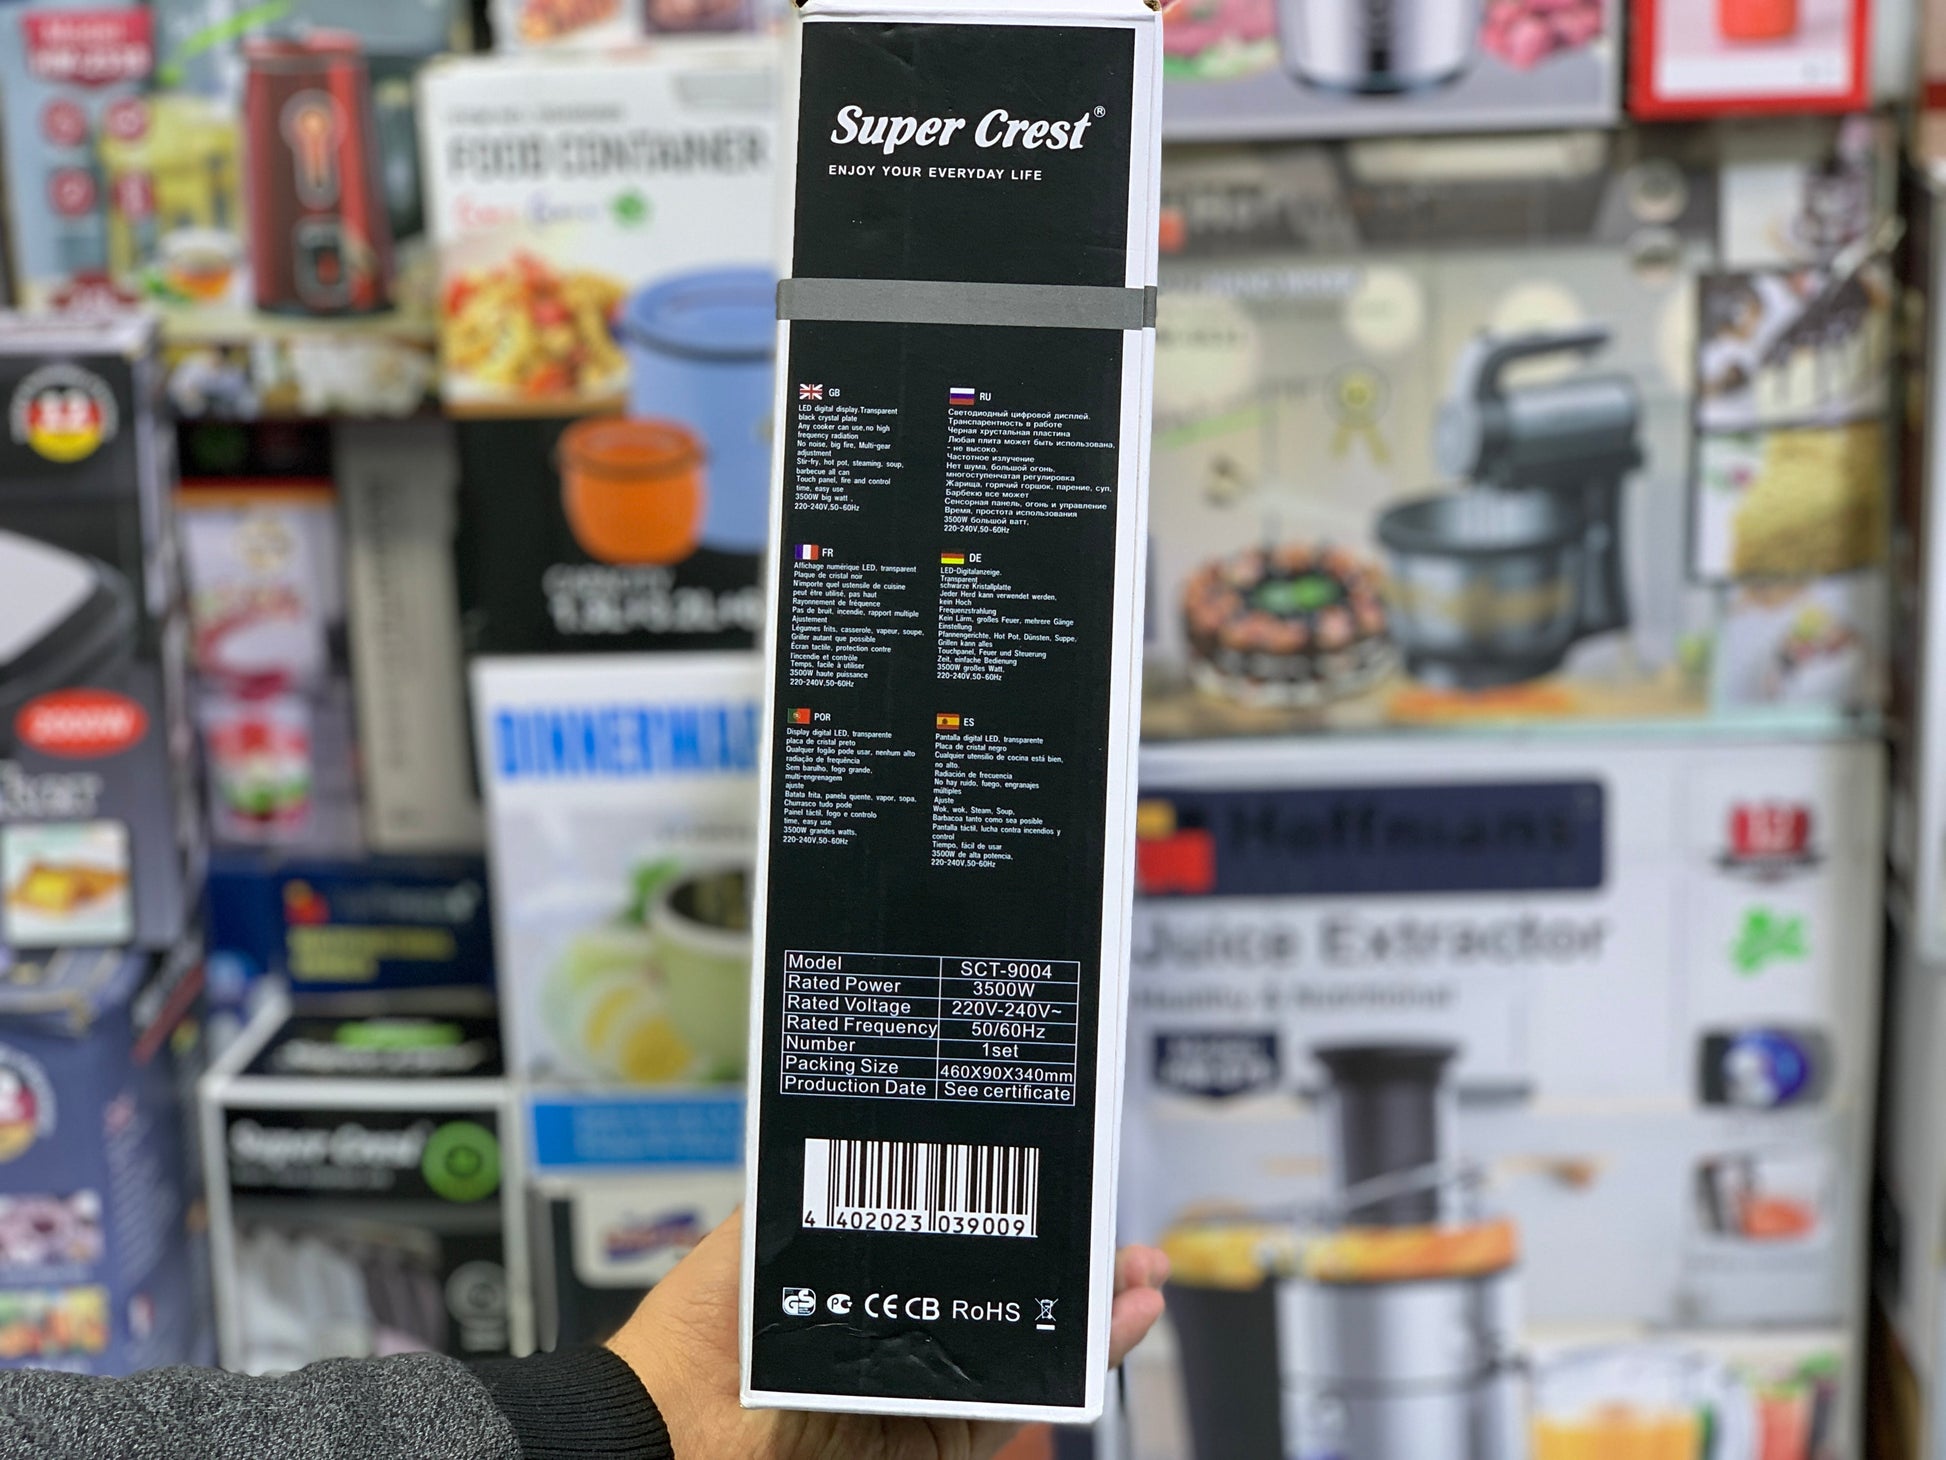 Super Crest®
ENJOY YOUR EVERYDAY LIFE
GB
LED digital display.Transparent
black crystal plate
Any cooker can use,no high
frequency radiation
No noise, big fire, Multi-gear
adjustment
Stir-fry, hot pot, steaming, soup,
barbecue all can
Touch panel, fire and control
time, easy use
3500W big watt .
220-240V,50-60Hz
RU
Светодиодный цифровой дисплей.
Транспарентность в работе
Черная хрустальная пластина
Любая плита может быть использована,
- не высоко.
Частотное излучение
Нет шума, большой огонь,
многоступенчатая регулировка
Жарища, горячий горшок, парение, суп,
Барбекю все может
Сенсорная панель, огонь и управление
Время, простота использования
3500W большой ватт,
220-240V,50-60Hz
FR
Affichage numérique LED, transparent
Plaque de cristal noir
N'importe quel ustensile de cuisine
peut être utilisé, pas haut
Rayonnement de fréquence
Pas de bruit, incendie, rapport multiple
Ajustement
Légumes frits, casserole, vapeur, soupe,
Griller autant que possible
Écran tactile, protection contre
l'incendie et contrôle
Temps, facile à utiliser
3500W haute puissance
220-240V,50-60Hz
DE
LED-Digitalanzeige.
Transparent
schwarze Kristallplatte
Jeder Herd kann verwendet werden,
kein Hoch
Frequenzstrahlung
Kein Lärm, großes Feuer, mehrere Gänge
Einstellung
Pfannengerichte, Hot Pot, Dünsten, Suppe,
Grillen kann alles
Touchpanel, Feuer und Steuerung
Zeit, einfache Bedienung
3500W großes Watt,
220-240V,50-60Hz
POR
Display digital LED, transparente
placa de cristal preto
Qualquer fogão pode usar, nenhum alto
radiação de frequência
Sem barulho, fogo grande,
multi-engrenagem
ajuste
Batata frita, panela quente, vapor, sopa,
Churrasco tudo pode
Painel táctil, fogo e controlo
time, easy use
3500W grandes watts,
220-240V,50-60Hz
ES
Pantalla digital LED, transparente
Placa de cristal negro
Cualquier utensilio de cocina está bien,
no alto.
Radiación de frecuencia
No hay ruido, fuego, engranajes
múltiples
Ajuste
Wok, wok, Steam, Soup,
Barbacoa tanto como sea posible
Pantalla táctil, lucha contra incendios y
control
Tiempo, fácil de usar
3500W de alta potencia,
220-240V,50-60Hz
Model SCT-9004
Rated Power 3500W
Rated Voltage 220V-240V~
Rated Frequency 50/60Hz
Number 1set
Packing Size 460X90X340mm
Production Date See certificate
4 402023 039009
GS PC CE CB RoHS
FOOD CONTAINER
CAPACITY
DINNERWARE
2000W
Super Crest
Hoffmans
12
Juice Extractor
Healthy & Nutritional